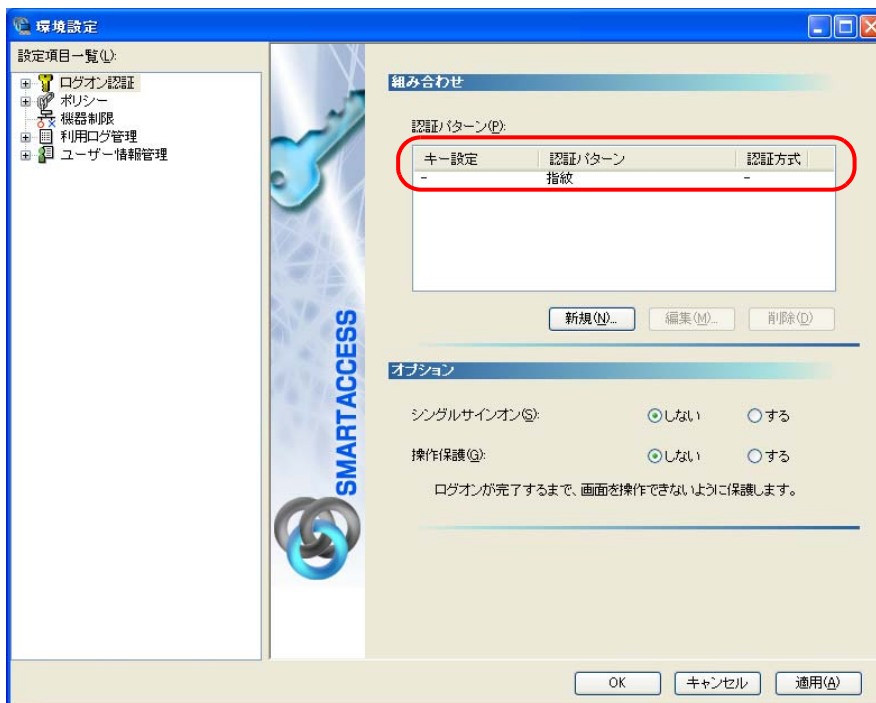 環境設定
設定項目一覧(L):
ログオン認証
ポリシー
機器制限
利用ログ管理
ユーザー情報管理
SMARTACCESS
組み合わせ
認証パターン(P):
キー設定 認証パターン 認証方式
- 指紋 -
新規(N)... 編集(M)... 削除(D)
オプション
シングルサインオン(S): しない する
操作保護(G): しない する
ログオンが完了するまで、画面を操作できないように保護します。
OK キャンセル 適用(A)